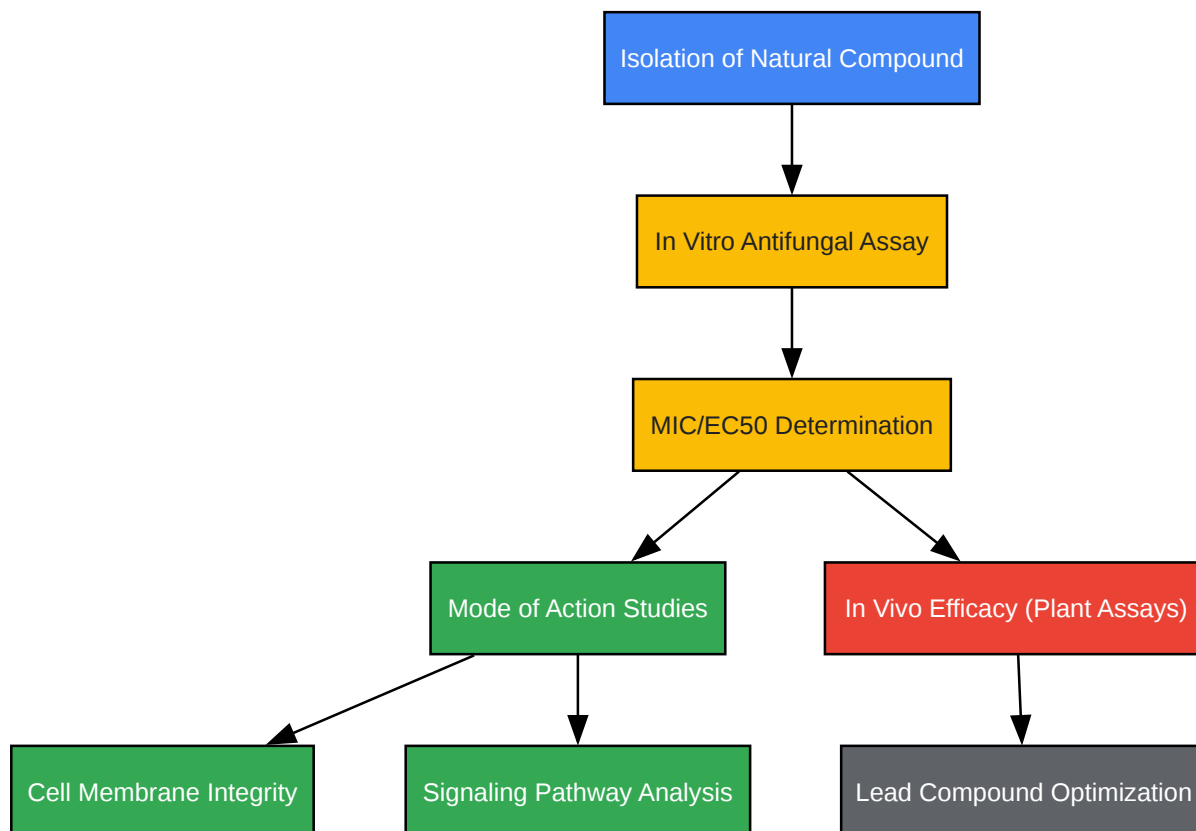 Isolation of Natural Compound
In Vitro Antifungal Assay
MIC/EC50 Determination
Mode of Action Studies
In Vivo Efficacy (Plant Assays)
Cell Membrane Integrity
Signaling Pathway Analysis
Lead Compound Optimization